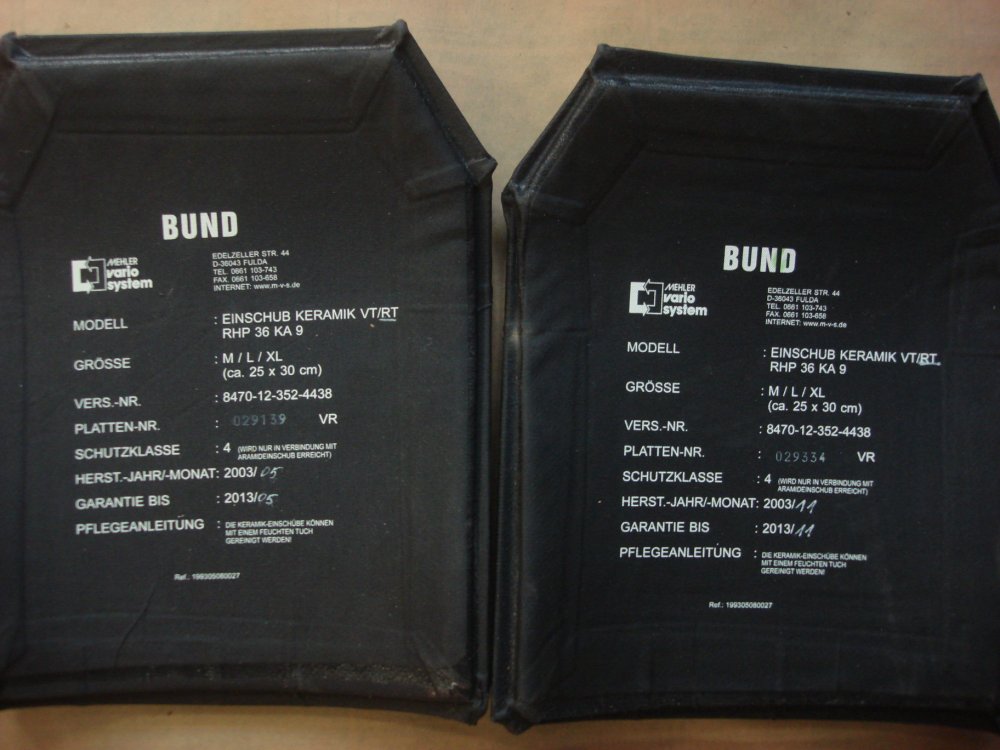 BUND
MEHLER
vario
system
EDELZELLER STR. 44
D-36043 FULDA
TEL. 0661 103-743
FAX. 0661 103-658
INTERNET: www.m-v-s.de
MODELL : EINSCHUB KERAMIK VT/RT
RHP 36 KA 9
GRÖSSE : M / L / XL
(ca. 25 x 30 cm)
VERS.-NR. : 8470-12-352-4438
PLATTEN-NR. : 029139 VR
SCHUTZKLASSE : 4 (WIRD NUR IN VERBINDUNG MIT
ARAMIDEINSCHUB ERREICHT)
HERST.-JAHR/-MONAT: 2003/05
GARANTIE BIS : 2013/05
PFLEGEANLEITUNG : DIE KERAMIK-EINSCHÜBE KÖNNEN
MIT EINEM FEUCHTEN TUCH
GEREINIGT WERDEN!
Ref.: 199305080027
BUND
MEHLER
vario
system
EDELZELLER STR. 44
D-36043 FULDA
TEL. 0661 103-743
FAX. 0661 103-658
INTERNET: www.m-v-s.de
MODELL : EINSCHUB KERAMIK VT/RT
RHP 36 KA 9
GRÖSSE : M / L / XL
(ca. 25 x 30 cm)
VERS.-NR. : 8470-12-352-4438
PLATTEN-NR. : 029334 VR
SCHUTZKLASSE : 4 (WIRD NUR IN VERBINDUNG MIT
ARAMIDEINSCHUB ERREICHT)
HERST.-JAHR/-MONAT: 2003/11
GARANTIE BIS : 2013/11
PFLEGEANLEITUNG : DIE KERAMIK-EINSCHÜBE KÖNNEN
MIT EINEM FEUCHTEN TUCH
GEREINIGT WERDEN!
Ref.: 199305080027